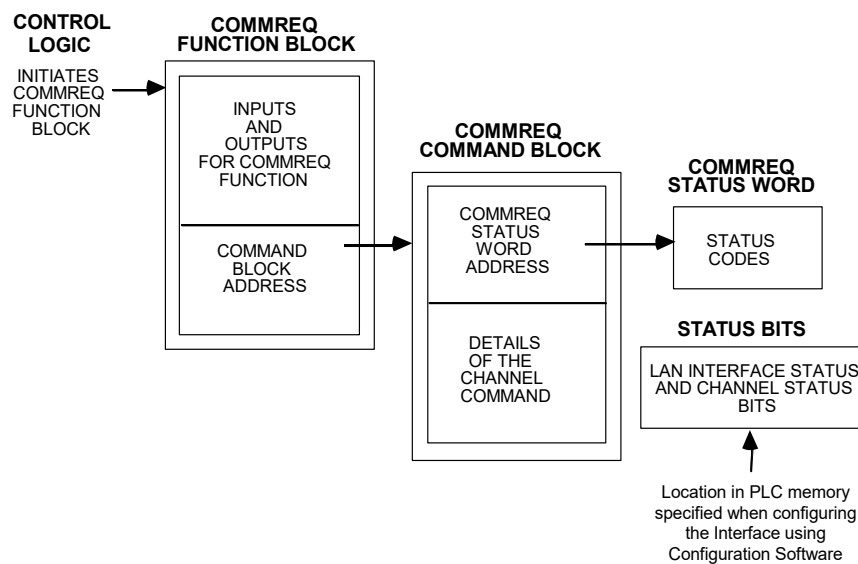 CONTROL
LOGIC
INITIATES
COMMREQ
FUNCTION
BLOCK
COMMREQ
FUNCTION BLOCK
INPUTS
AND
OUTPUTS
FOR COMMREQ
FUNCTION
COMMAND
BLOCK
ADDRESS
COMMREQ
COMMAND BLOCK
COMMREQ
STATUS
WORD
ADDRESS
DETAILS
OF THE
CHANNEL
COMMAND
COMMREQ
STATUS WORD
STATUS
CODES
STATUS BITS
LAN INTERFACE STATUS
AND CHANNEL STATUS
BITS
Location in PLC memory
specified when configuring
the Interface using
Configuration Software